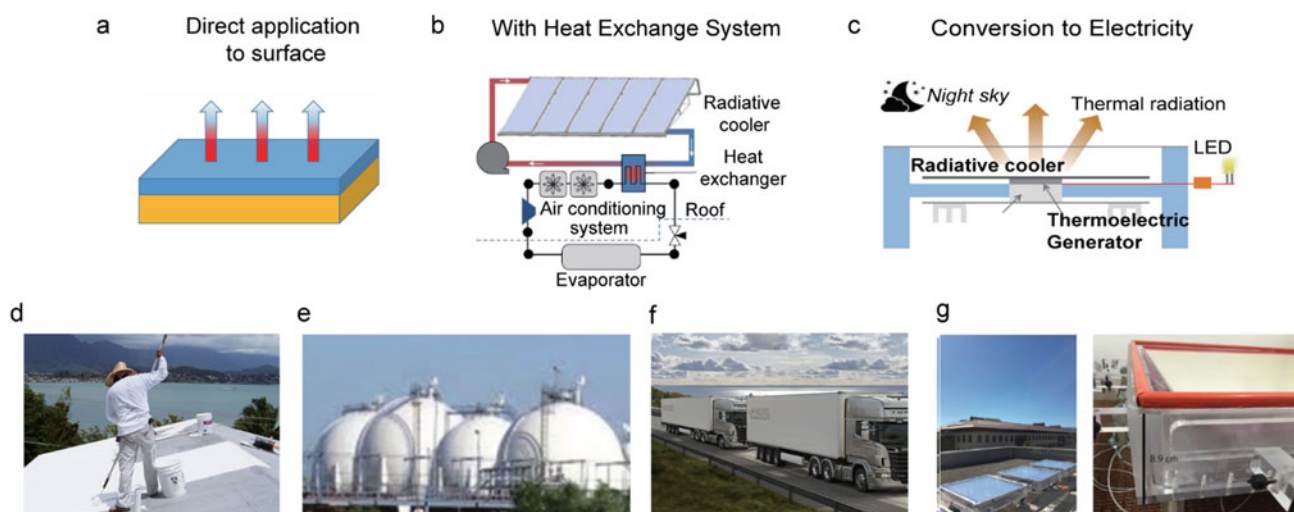 a
Direct application
to surface
b
With Heat Exchange System
Radiative
cooler
Heat
exchanger
Air conditioning
system
Roof
Evaporator
c
Conversion to Electricity
Night sky
Thermal radiation
LED
Radiative cooler
Thermoelectric
Generator
d
e
f
g
8.9 cm